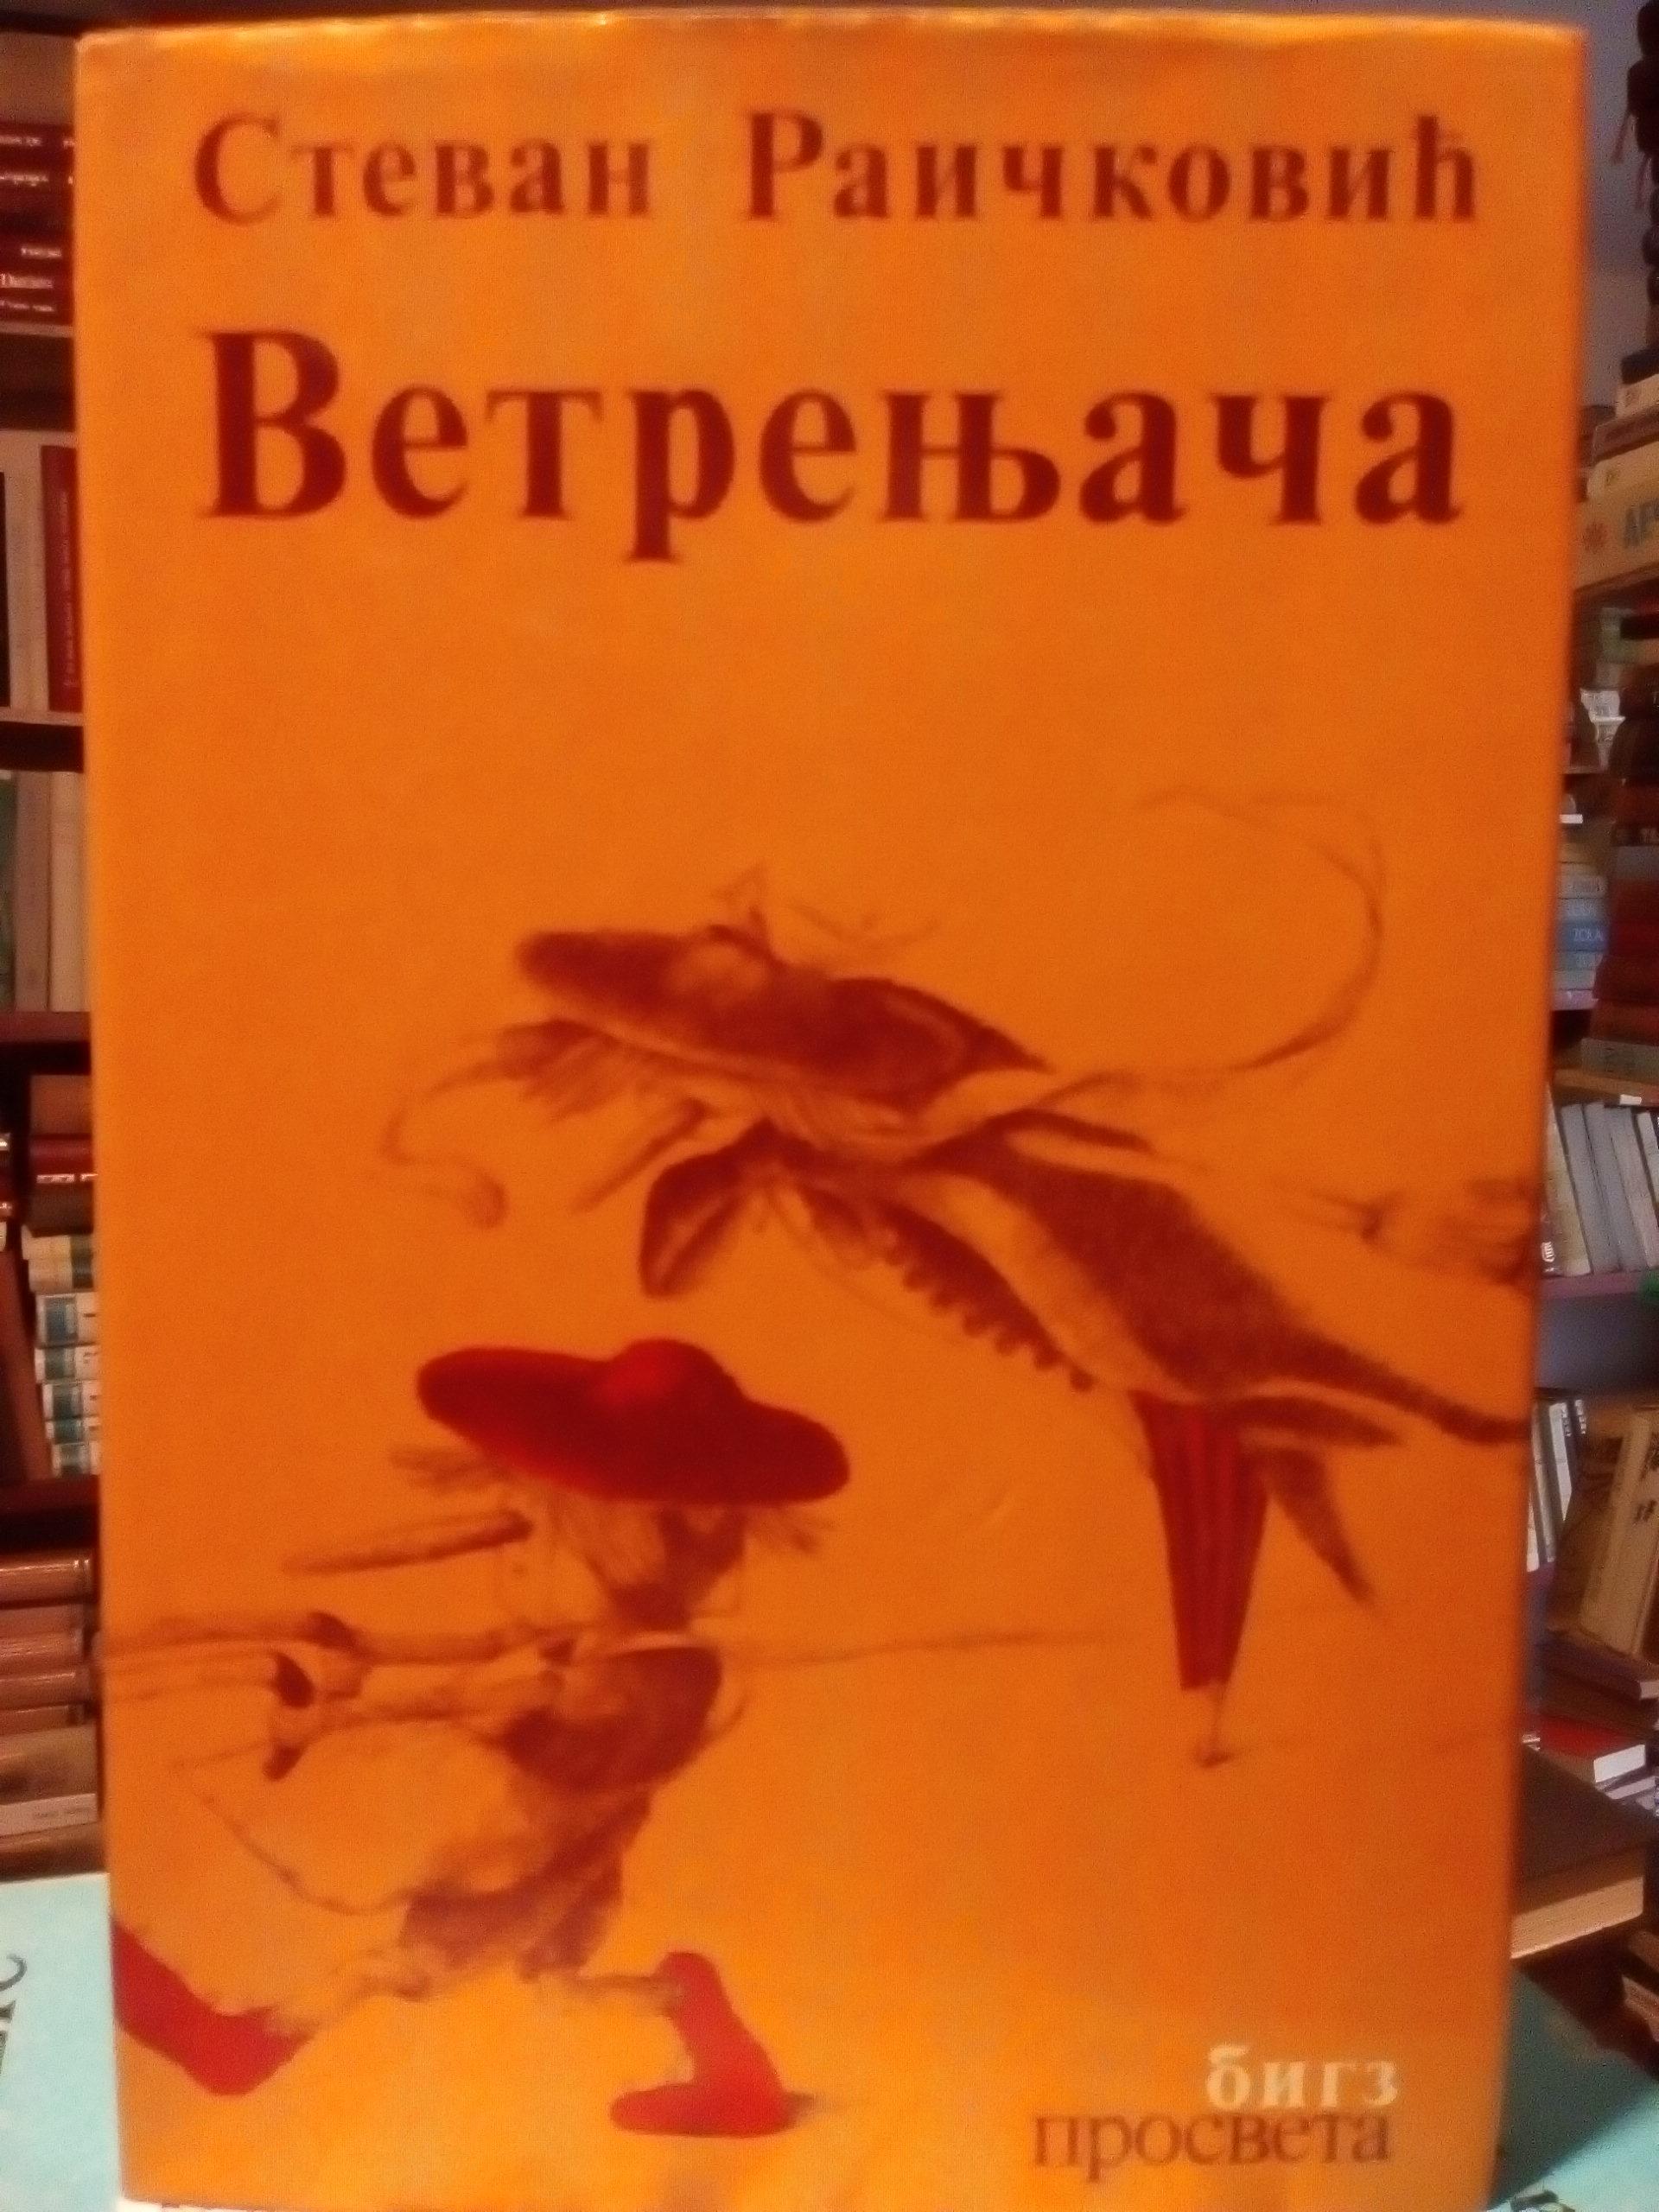 Стеван Раичковић
Ветрењача
бигз
просвета